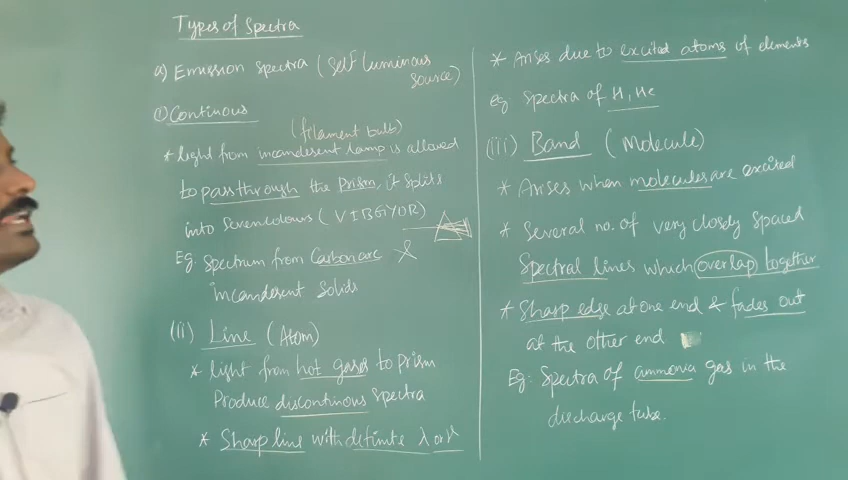 Types of Spectra
a) Emission Spectra (Self luminous
source)
① Continous
(filament bulb)
* light from incandesent lamp is allowed
to pass through the Prism, it splits
into seven colours (VIBGYOR)
Eg: Spectrum from Carbon arc &
incandesent Solids
(ii) Line (Atom)
* light from hot gases to prism
Produce discontinous Spectra
* Sharp line with definite λ or ν
* Arises due to excited atoms of elements
eg Spectra of H, He
(iii) Band (Molecule)
* Arises when molecules are excited
* Several no. of very closely spaced
Spectral lines which overlap together
* Sharp edge at one end & fades out
at the other end
Eg: Spectra of ammonia gas in the
discharge tube.